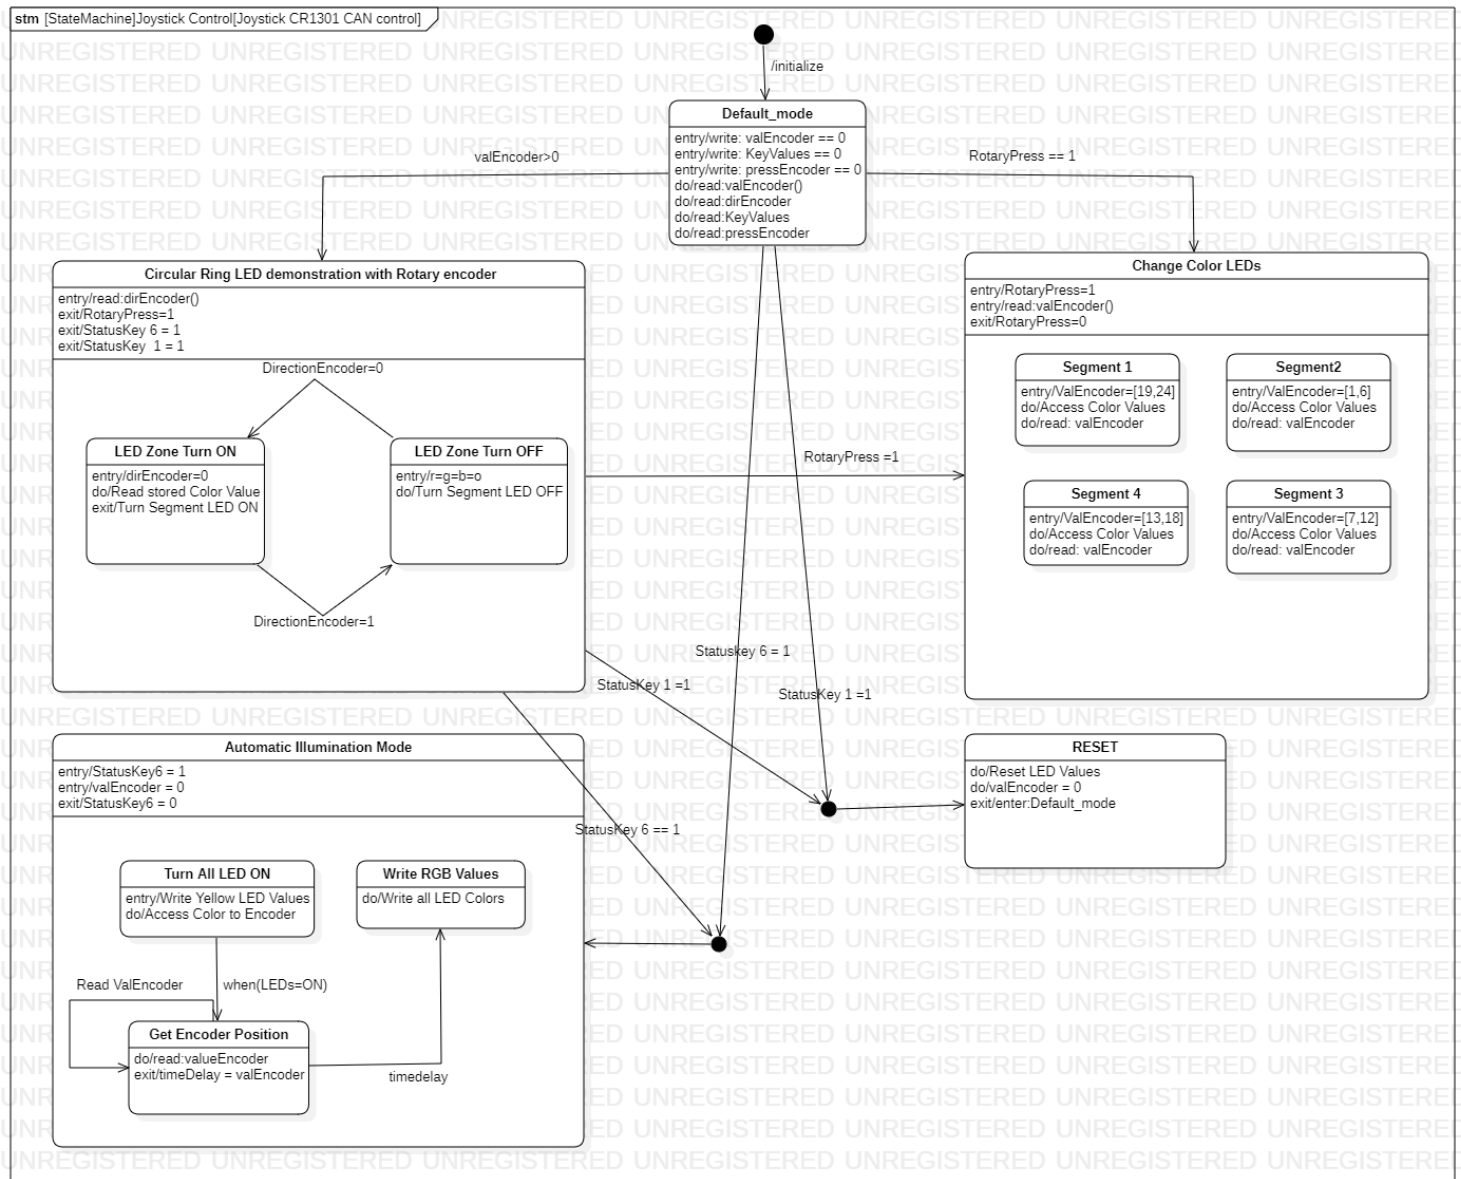 stm [StateMachine]Joystick Control[Joystick CR1301 CAN control]
/initialize
Default_mode
entry/write: valEncoder == 0
entry/write: KeyValues == 0
entry/write: pressEncoder == 0
do/read:valEncoder()
do/read:dirEncoder
do/read:KeyValues
do/read:pressEncoder
valEncoder>0
RotaryPress == 1
Circular Ring LED demonstration with Rotary encoder
entry/read:dirEncoder()
exit/RotaryPress=1
exit/StatusKey 6 = 1
exit/StatusKey  1 = 1
DirectionEncoder=0
LED Zone Turn ON
entry/dirEncoder=0
do/Read stored Color Value
exit/Turn Segment LED ON
LED Zone Turn OFF
entry/r=g=b=o
do/Turn Segment LED OFF
DirectionEncoder=1
Change Color LEDs
entry/RotaryPress=1
entry/read:valEncoder()
exit/RotaryPress=0
Segment 1
entry/ValEncoder=[19,24]
do/Access Color Values
do/read: valEncoder
Segment2
entry/ValEncoder=[1,6]
do/Access Color Values
do/read: valEncoder
Segment 4
entry/ValEncoder=[13,18]
do/Access Color Values
do/read: valEncoder
Segment 3
entry/ValEncoder=[7,12]
do/Access Color Values
do/read: valEncoder
RotaryPress =1
Statuskey 6 = 1
StatusKey 1 =1
StatusKey 1 =1
StatusKey 6 == 1
Automatic Illumination Mode
entry/StatusKey6 = 1
entry/valEncoder = 0
exit/StatusKey6 = 0
Turn All LED ON
entry/Write Yellow LED Values
do/Access Color to Encoder
Write RGB Values
do/Write all LED Colors
Read ValEncoder
when(LEDs=ON)
Get Encoder Position
do/read:valueEncoder
exit/timeDelay = valEncoder
timedelay
RESET
do/Reset LED Values
do/valEncoder = 0
exit/enter:Default_mode
UNREGISTERED